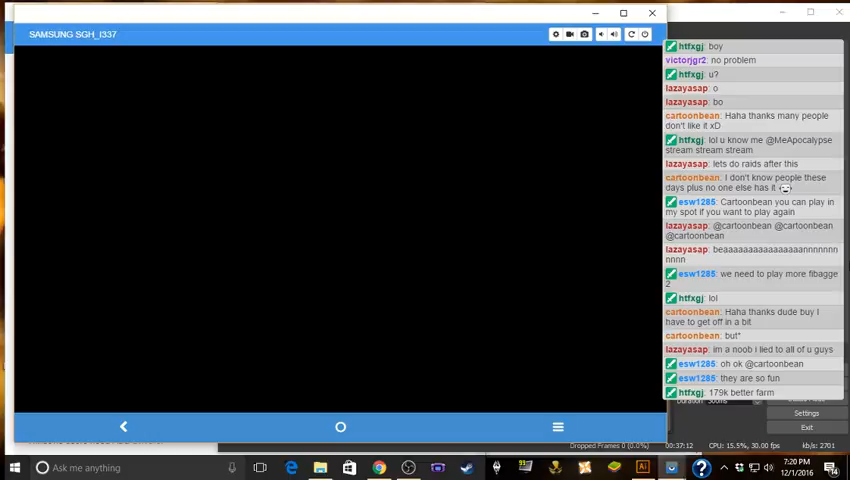 SAMSUNG SGH_I337
htfxgj: boy
victorjgr2: no problem
htfxgj: u?
lazayasap: o
lazayasap: bo
cartoonbean: Haha thanks many people
don't like it xD
htfxgj: lol u know me @MeApocalypse
stream stream stream
lazayasap: lets do raids after this
cartoonbean: I don't know people these
days plus no one else has it
esw1285: Cartoonbean you can play in
my spot if you want to play again
lazayasap: @cartoonbean @cartoonbean
@cartoonbean
lazayasap: beaaaaaaaaaaaaaaannnnnnn
nnnn
esw1285: we need to play more fibagge
2
htfxgj: lol
cartoonbean: Haha thanks dude buy I
have to get off in a bit
cartoonbean: but*
lazayasap: im a noob i lied to all of u guys
esw1285: oh ok @cartoonbean
esw1285: they are so fun
htfxgj: 179k better farm
Settings
Exit
Dropped Frames 0 (0.0%)
00:37:12
CPU: 15.5%, 30.00 fps
kb/s: 2701
Ask me anything
99
Ai
7:20 PM
12/1/2016
4